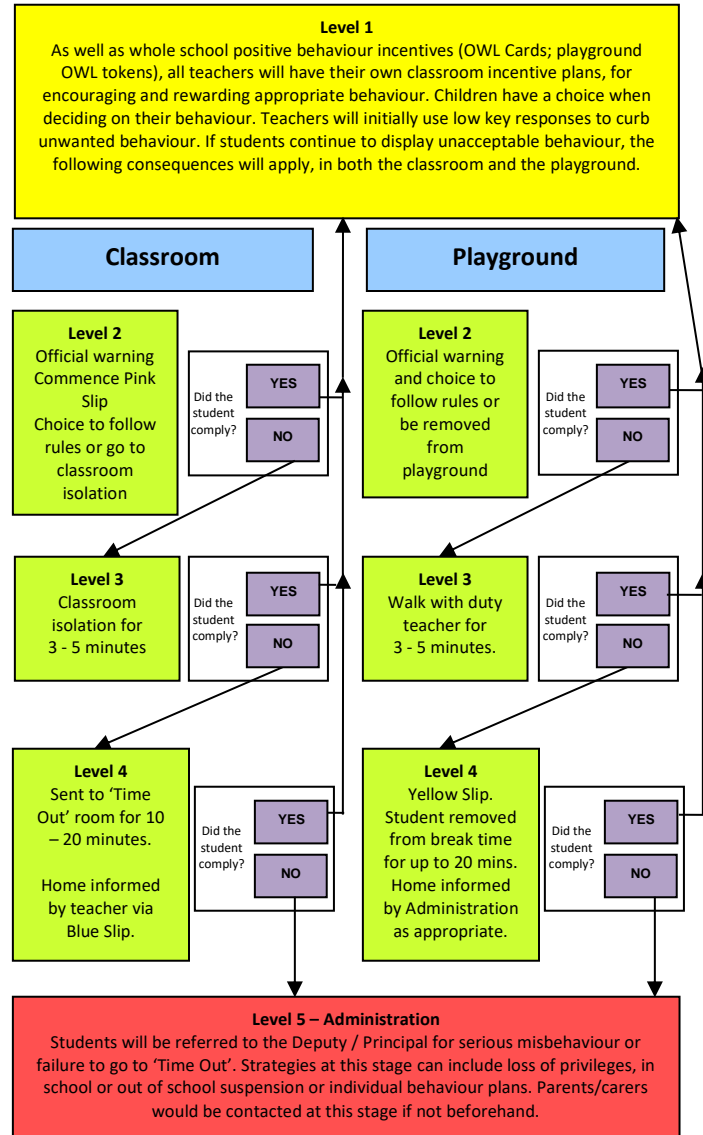 Level 1
As well as whole school positive behaviour incentives (OWL Cards; playground
OWL tokens), all teachers will have their own classroom incentive plans, for
encouraging and rewarding appropriate behaviour. Children have a choice when
deciding on their behaviour. Teachers will initially use low key responses to curb
unwanted behaviour. If students continue to display unacceptable behaviour, the
following consequences will apply, in both the classroom and the playground.
Classroom
Level 2
Official warning
Commence Pink
Slip
Choice to follow
rules or go to
classroom
isolation
Did the
student
comply?
YES
NO
Level 3
Classroom
isolation for
3 - 5 minutes
Did the
student
comply?
YES
NO
Level 4
Sent to ‘Time
Out’ room for 10
– 20 minutes.
Home informed
by teacher via
Blue Slip.
Did the
student
comply?
YES
NO
Playground
Level 2
Official warning
and choice to
follow rules or
be removed
from
playground
Did the
student
comply?
YES
NO
Level 3
Walk with duty
teacher for
3 - 5 minutes.
Did the
student
comply?
YES
NO
Level 4
Yellow Slip.
Student removed
from break time
for up to 20 mins.
Home informed
by Administration
as appropriate.
Did the
student
comply?
YES
NO
Level 5 – Administration
Students will be referred to the Deputy / Principal for serious misbehaviour or
failure to go to ‘Time Out’. Strategies at this stage can include loss of privileges, in
school or out of school suspension or individual behaviour plans. Parents/carers
would be contacted at this stage if not beforehand.